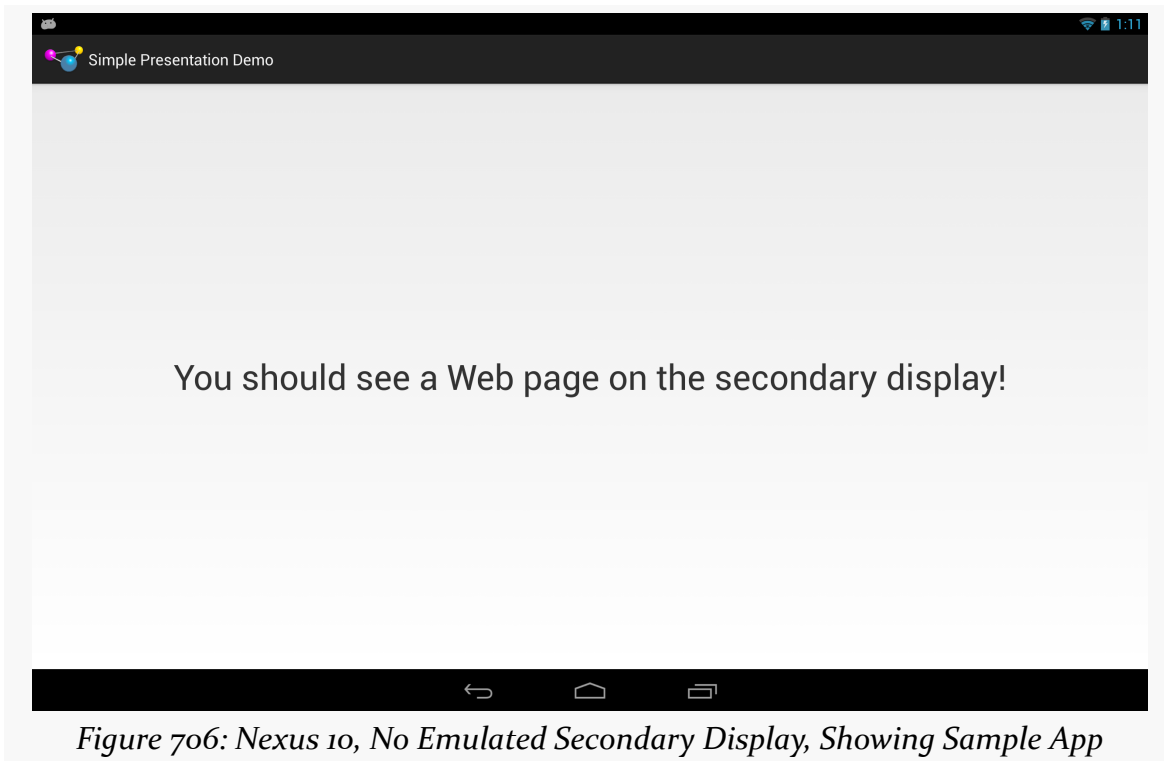 1:11
Simple Presentation Demo
You should see a Web page on the secondary display!
Figure 706: Nexus 10, No Emulated Secondary Display, Showing Sample App